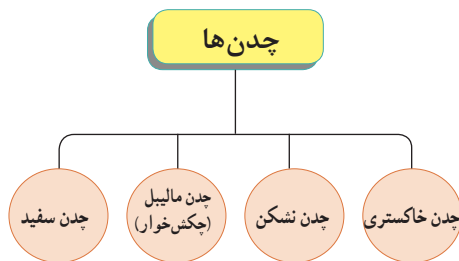 چدن‌ها
چدن خاکستری
چدن نشکن
چدن مالیبل
(چکش‌خوار)
چدن سفید